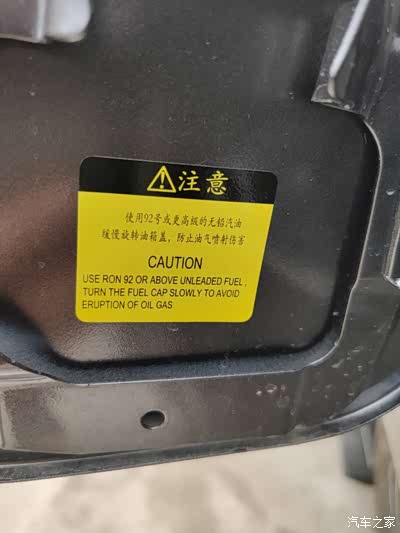 注意
使用92号或更高级的无铅汽油
缓慢旋转油箱盖，防止油气喷射伤害
CAUTION
USE RON 92 OR ABOVE UNLEADED FUEL,
TURN THE FUEL CAP SLOWLY TO AVOID
ERUPTION OF OIL GAS
汽车之家